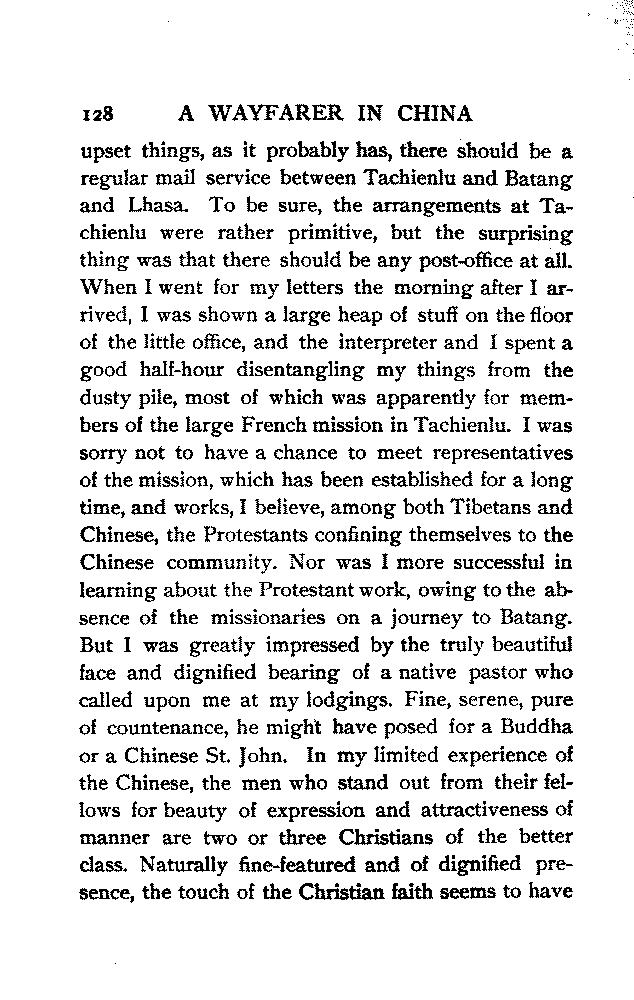 128 A WAYFARER IN CHINA
upset things, as it probably has, there should be a
regular mail service between Tachienlu and Batang
and Lhasa. To be sure, the arrangements at Ta-
chienlu were rather primitive, but the surprising
thing was that there should be any post-office at all.
When I went for my letters the morning after I ar-
rived, I was shown a large heap of stuff on the floor
of the little office, and the interpreter and I spent a
good half-hour disentangling my things from the
dusty pile, most of which was apparently for mem-
bers of the large French mission in Tachienlu. I was
sorry not to have a chance to meet representatives
of the mission, which has been established for a long
time, and works, I believe, among both Tibetans and
Chinese, the Protestants confining themselves to the
Chinese community. Nor was I more successful in
learning about the Protestant work, owing to the ab-
sence of the missionaries on a journey to Batang.
But I was greatly impressed by the truly beautiful
face and dignified bearing of a native pastor who
called upon me at my lodgings. Fine, serene, pure
of countenance, he might have posed for a Buddha
or a Chinese St. John. In my limited experience of
the Chinese, the men who stand out from their fel-
lows for beauty of expression and attractiveness of
manner are two or three Christians of the better
class. Naturally fine-featured and of dignified pre-
sence, the touch of the Christian faith seems to have